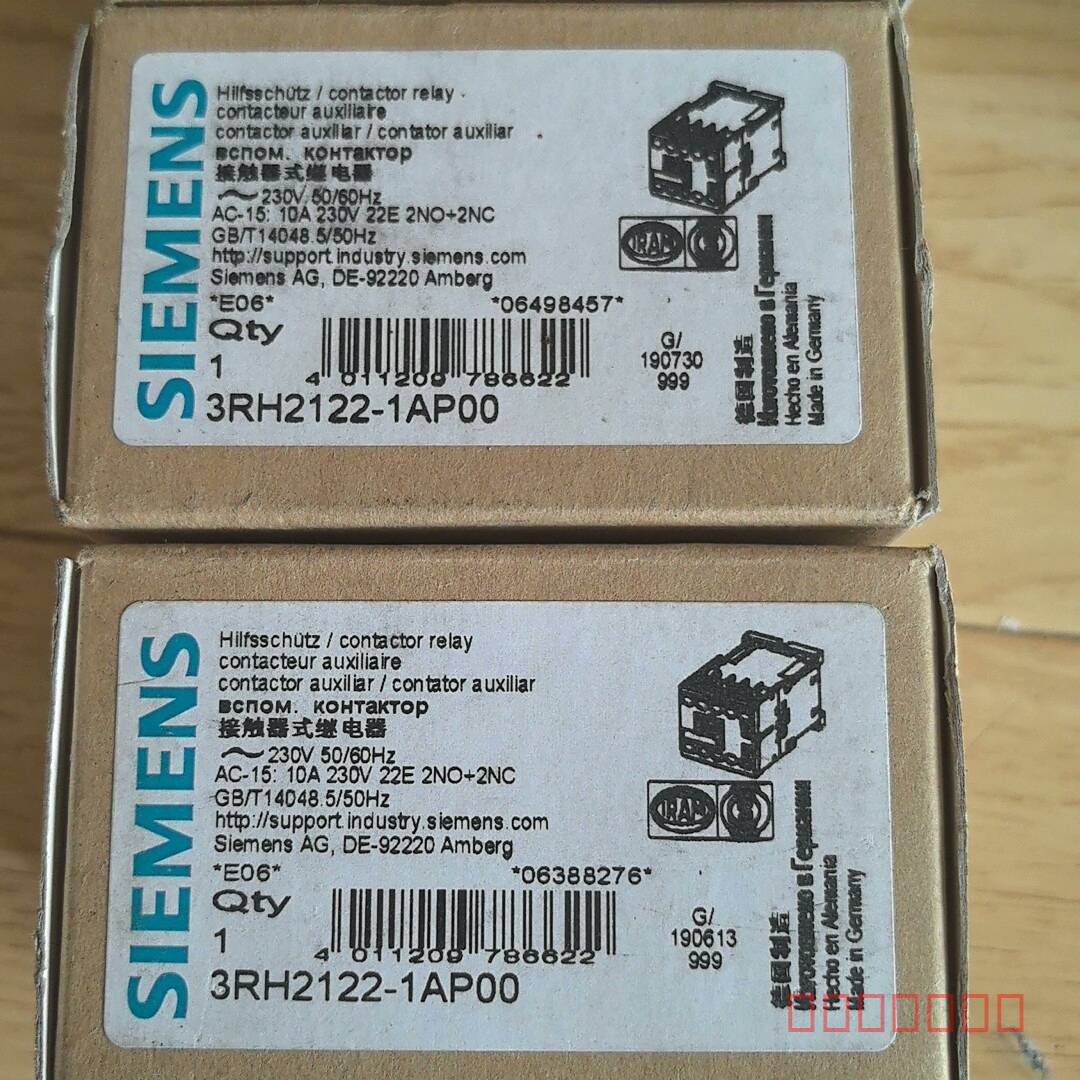 SIEMENS
Hilfsschütz / contactor relay
contacteur auxiliaire
contactor auxiliar / contator auxiliar
вспом. контактор
接触器式继电器
~230V 50/60Hz
AC-15: 10A 230V 22E 2NO+2NC
GB/T14048.5/50Hz
http://support.industry.siemens.com
Siemens AG, DE-92220 Amberg
*E06* *06498457*
Qty
1
4 011209 786622
3RH2122-1AP00
IRAM
G/
190730
999
德国制造
Изготовлено в Германии
Hecho en Alemania
Made in Germany
SIEMENS
Hilfsschütz / contactor relay
contacteur auxiliaire
contactor auxiliar / contator auxiliar
вспом. контактор
接触器式继电器
~230V 50/60Hz
AC-15: 10A 230V 22E 2NO+2NC
GB/T14048.5/50Hz
http://support.industry.siemens.com
Siemens AG, DE-92220 Amberg
*E06* *06388276*
Qty
1
4 011209 786622
3RH2122-1AP00
IRAM
G/
190613
999
德国制造
Изготовлено в Германии
Hecho en Alemania
Made in Germany